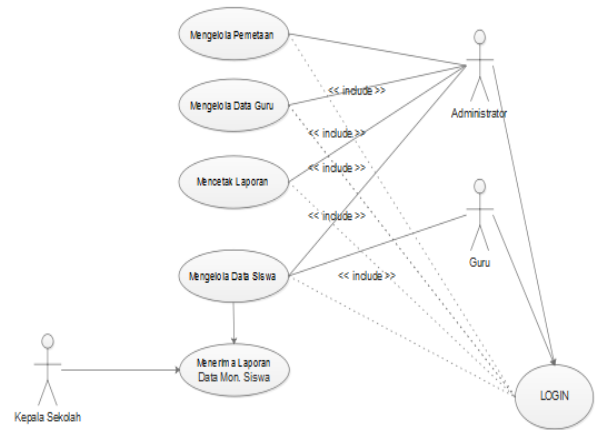 Mengelola Pemetaan
<< include >>
Mengelola Data Guru
Administrator
<< include >>
Mencetak Laporan
<< include >>
<< include >>
Guru
Mengelola Data Siswa
<< include >>
Menerima Laporan
Data Mon. Siswa
LOGIN
Kepala Sekolah